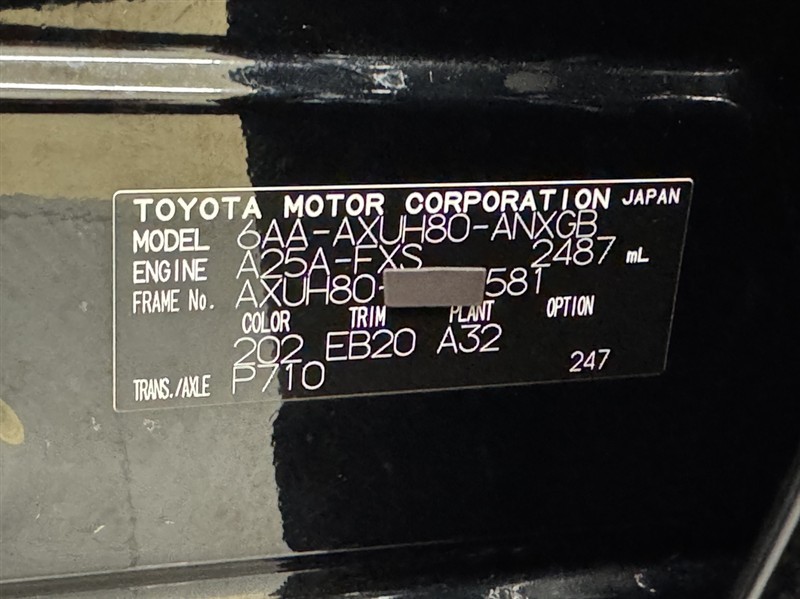 TOYOTA MOTOR CORPORATION JAPAN
MODEL 6AA-AXUH80-ANXGB
ENGINE A25A-FXS 2487 mL
FRAME No. AXUH80- 581
COLOR TRIM PLANT OPTION
202 EB20 A32
TRANS./AXLE P710 247